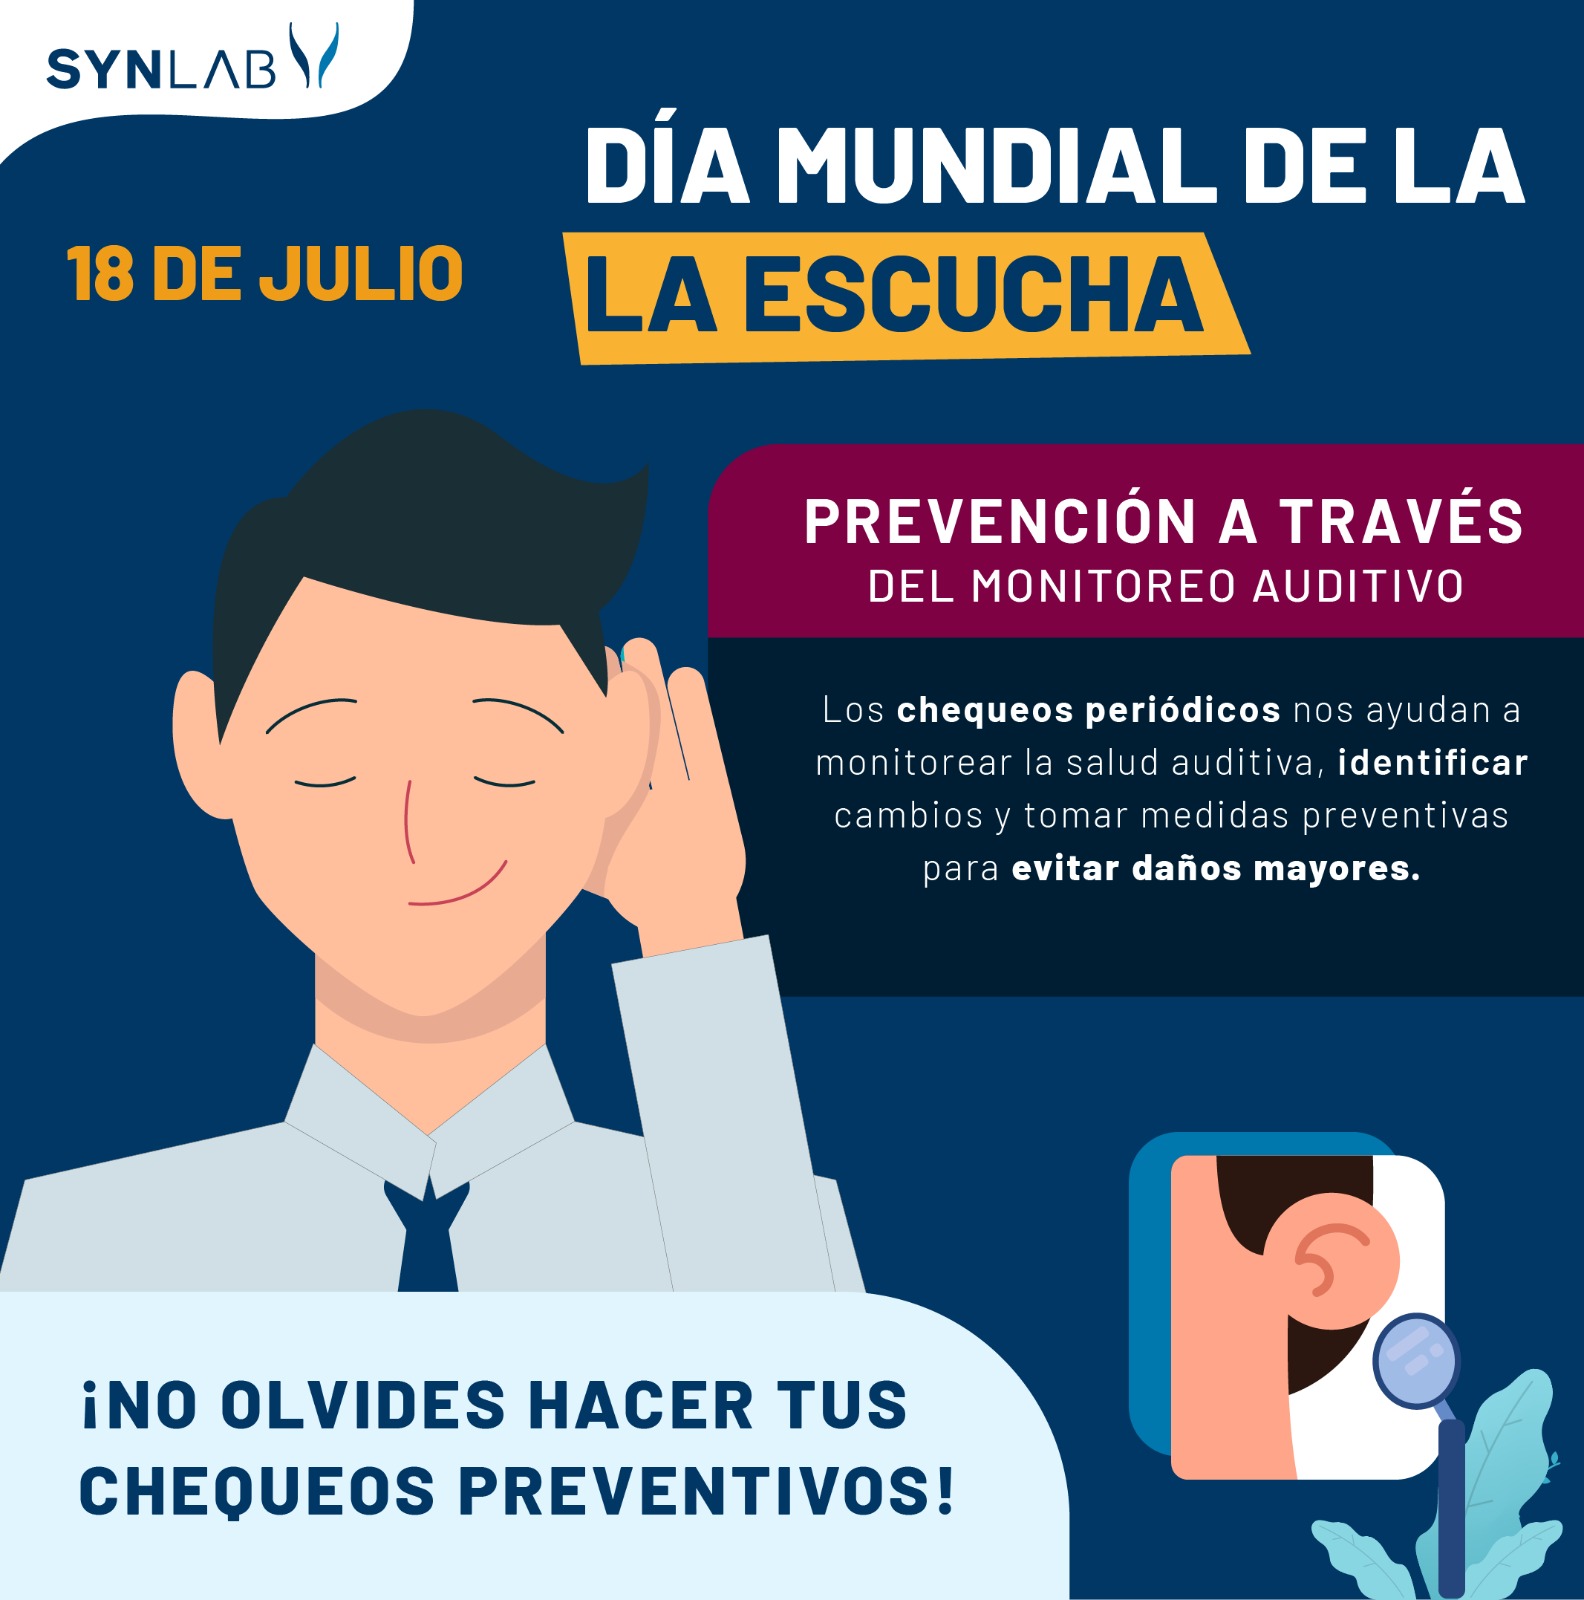 SYNLAB
DÍA MUNDIAL DE LA
LA ESCUCHA
18 DE JULIO
PREVENCIÓN A TRAVÉS
DEL MONITOREO AUDITIVO
Los chequeos periódicos nos ayudan a
monitorear la salud auditiva, identificar
cambios y tomar medidas preventivas
para evitar daños mayores.
¡NO OLVIDES HACER TUS
CHEQUEOS PREVENTIVOS!